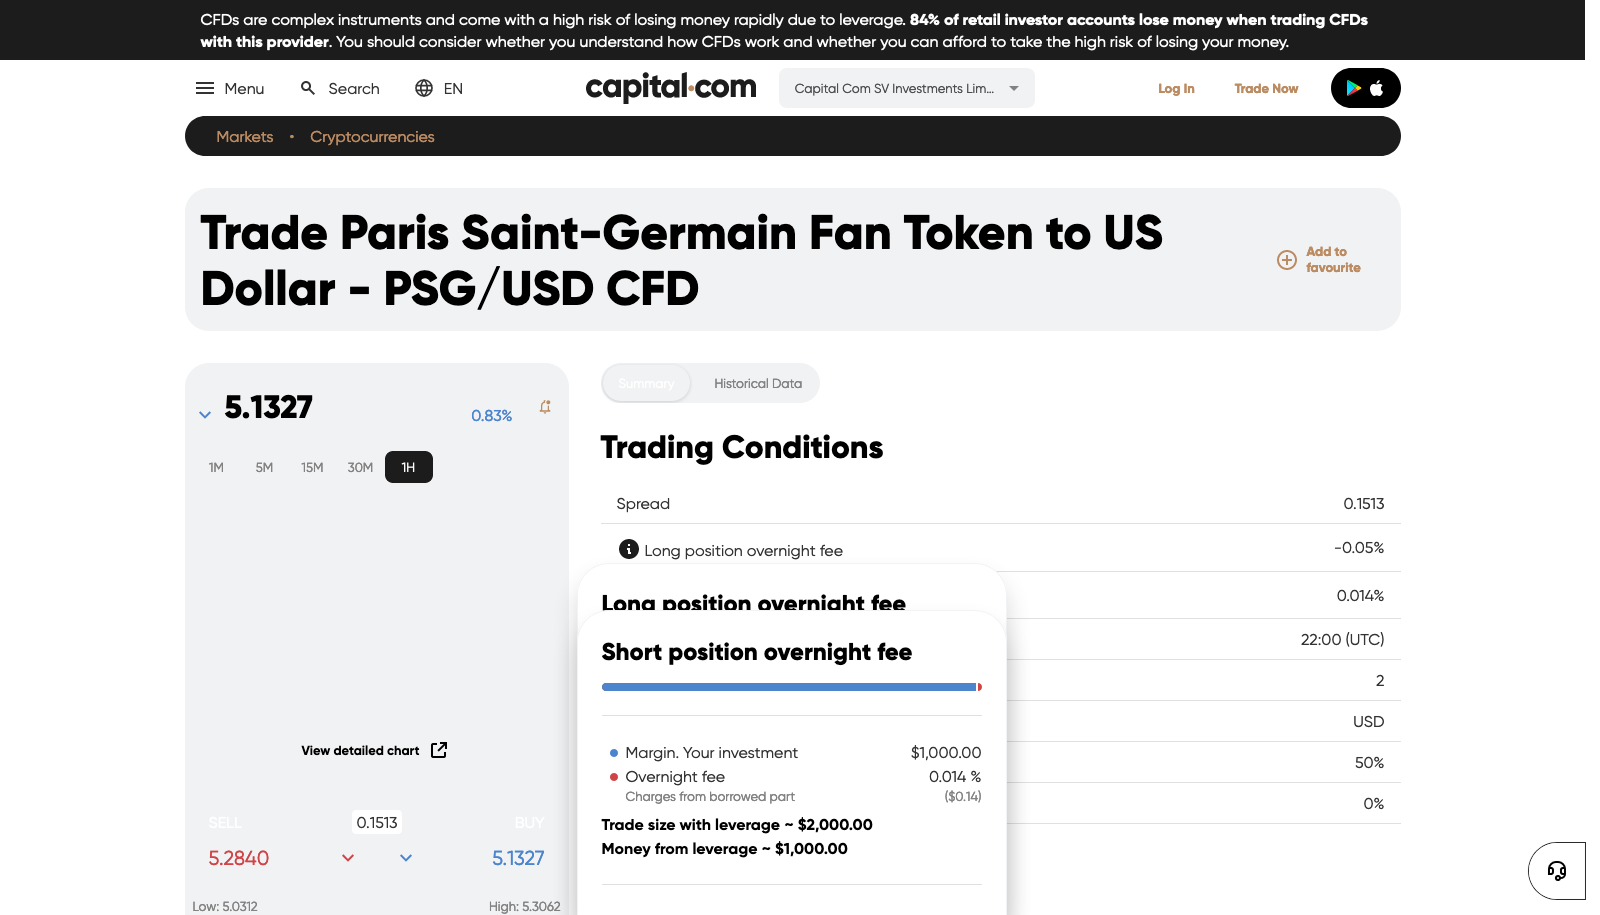 CFDs are complex instruments and come with a high risk of losing money rapidly due to leverage. 84% of retail investor accounts lose money when trading CFDs
with this provider. You should consider whether you understand how CFDs work and whether you can afford to take the high risk of losing your money.
Menu Search EN capital.com Capital Com SV Investments Lim... Log In Trade Now
Markets • Cryptocurrencies
Trade Paris Saint-Germain Fan Token to US
Dollar - PSG/USD CFD
Add to
favourite
5.1327 0.83%
1M 5M 15M 30M 1H
View detailed chart
SELL 0.1513 BUY
5.2840 5.1327
Low: 5.0312 High: 5.3062
Summary Historical Data
Trading Conditions
Spread 0.1513
Long position overnight fee -0.05%
0.014%
22:00 (UTC)
2
USD
50%
0%
Long position overnight fee
Short position overnight fee
Margin. Your investment $1,000.00
Overnight fee 0.014 %
Charges from borrowed part ($0.14)
Trade size with leverage ~ $2,000.00
Money from leverage ~ $1,000.00